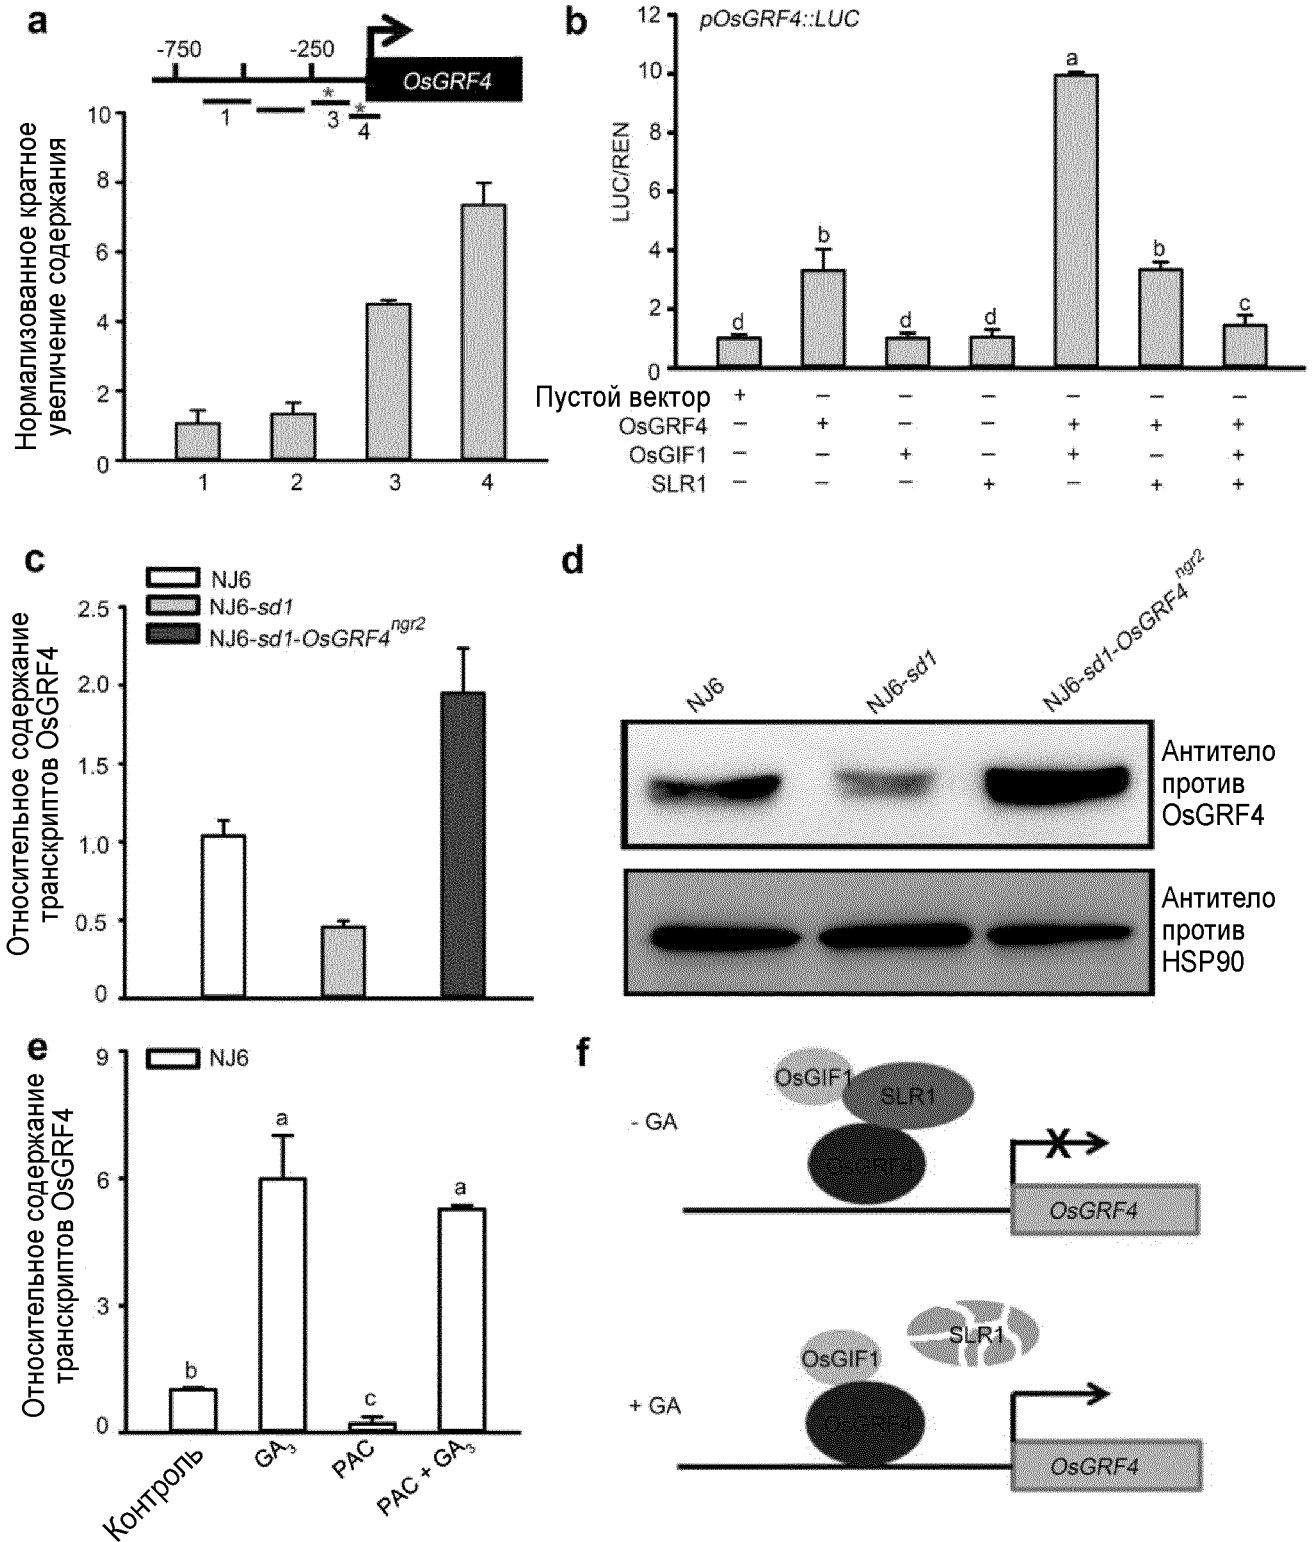 a
-750
-250
OsGRF4
*
*
1
3
4
Нормализованное кратное
увеличение содержания
10
8
6
4
2
0
1 2 3 4
b
pOsGRF4::LUC
LUC/REN
12
10
8
6
4
2
0
d b d d a b c
Пустой вектор + – – – – – –
OsGRF4 – + – – + + +
OsGIF1 – – + – + – +
SLR1 – – – + – + +
c
NJ6
NJ6-sd1
NJ6-sd1-OsGRF4ngr2
Относительное содержание
транскриптов OsGRF4
2.5
2.0
1.5
1.0
0.5
0
d
NJ6
NJ6-sd1
NJ6-sd1-OsGRF4ngr2
Антитело
против
OsGRF4
Антитело
против
HSP90
e
NJ6
Относительное содержание
транскриптов OsGRF4
9
6
3
0
b a c a
Контроль
GA3
PAC
PAC + GA3
f
- GA
OsGIF1
SLR1
OsGRF4
X
OsGRF4
+ GA
OsGIF1
SLR1
OsGRF4
OsGRF4